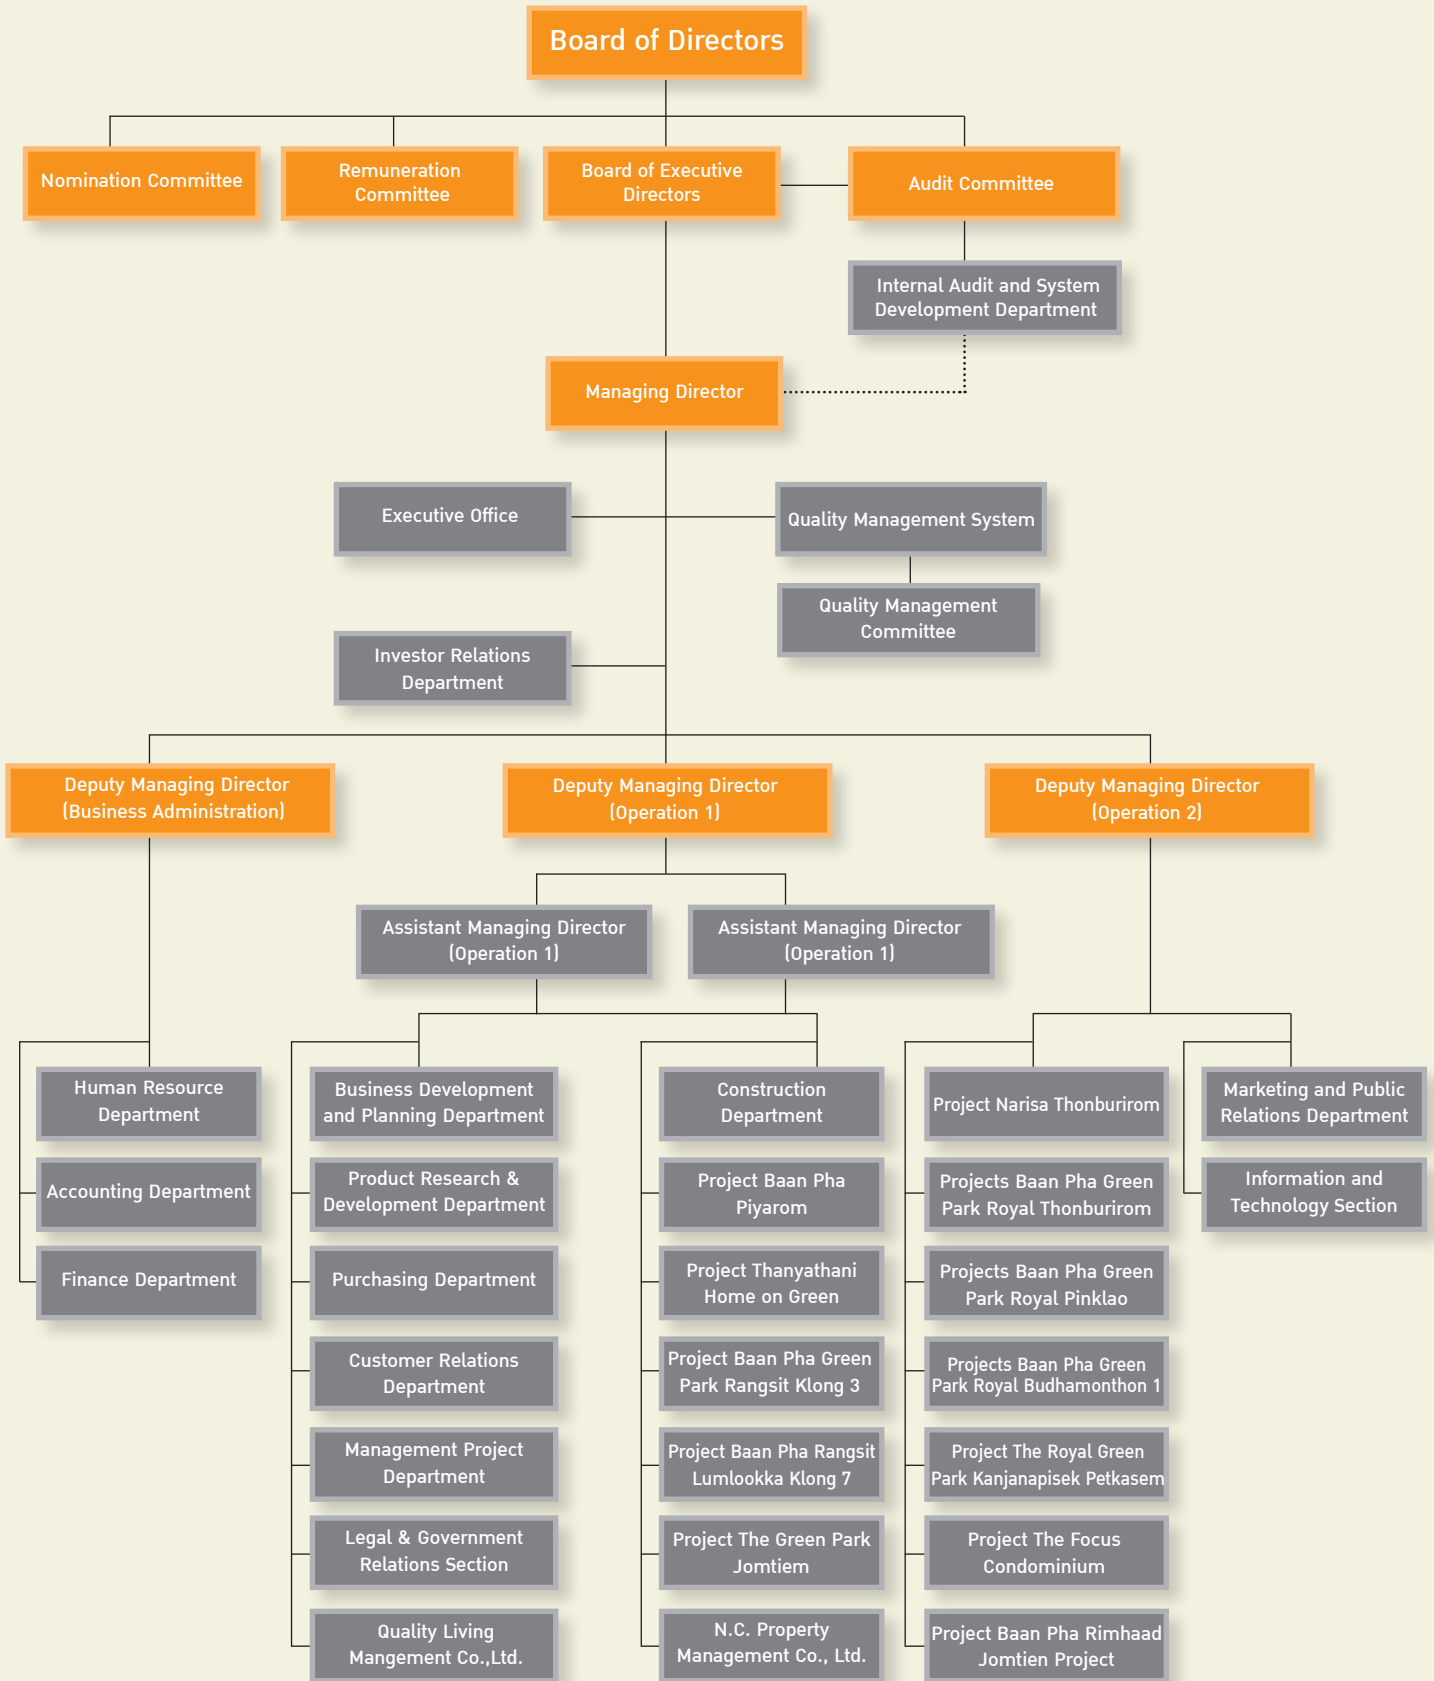 Board of Directors
Nomination Committee
Remuneration
Committee
Board of Executive
Directors
Audit Committee
Internal Audit and System
Development Department
Managing Director
Executive Office
Quality Management System
Quality Management
Committee
Investor Relations
Department
Deputy Managing Director
(Business Administration)
Deputy Managing Director
(Operation 1)
Deputy Managing Director
(Operation 2)
Assistant Managing Director
(Operation 1)
Assistant Managing Director
(Operation 1)
Human Resource
Department
Accounting Department
Finance Department
Business Development
and Planning Department
Product Research &
Development Department
Purchasing Department
Customer Relations
Department
Management Project
Department
Legal & Government
Relations Section
Quality Living
Mangement Co.,Ltd.
Construction
Department
Project Baan Pha
Piyarom
Project Thanyathani
Home on Green
Project Baan Pha Green
Park Rangsit Klong 3
Project Baan Pha Rangsit
Lumlookka Klong 7
Project The Green Park
Jomtiem
N.C. Property
Management Co., Ltd.
Project Narisa Thonburirom
Projects Baan Pha Green
Park Royal Thonburirom
Projects Baan Pha Green
Park Royal Pinklao
Projects Baan Pha Green
Park Royal Budhamonthon 1
Project The Royal Green
Park Kanjanapisek Petkasem
Project The Focus
Condominium
Project Baan Pha Rimhaad
Jomtien Project
Marketing and Public
Relations Department
Information and
Technology Section